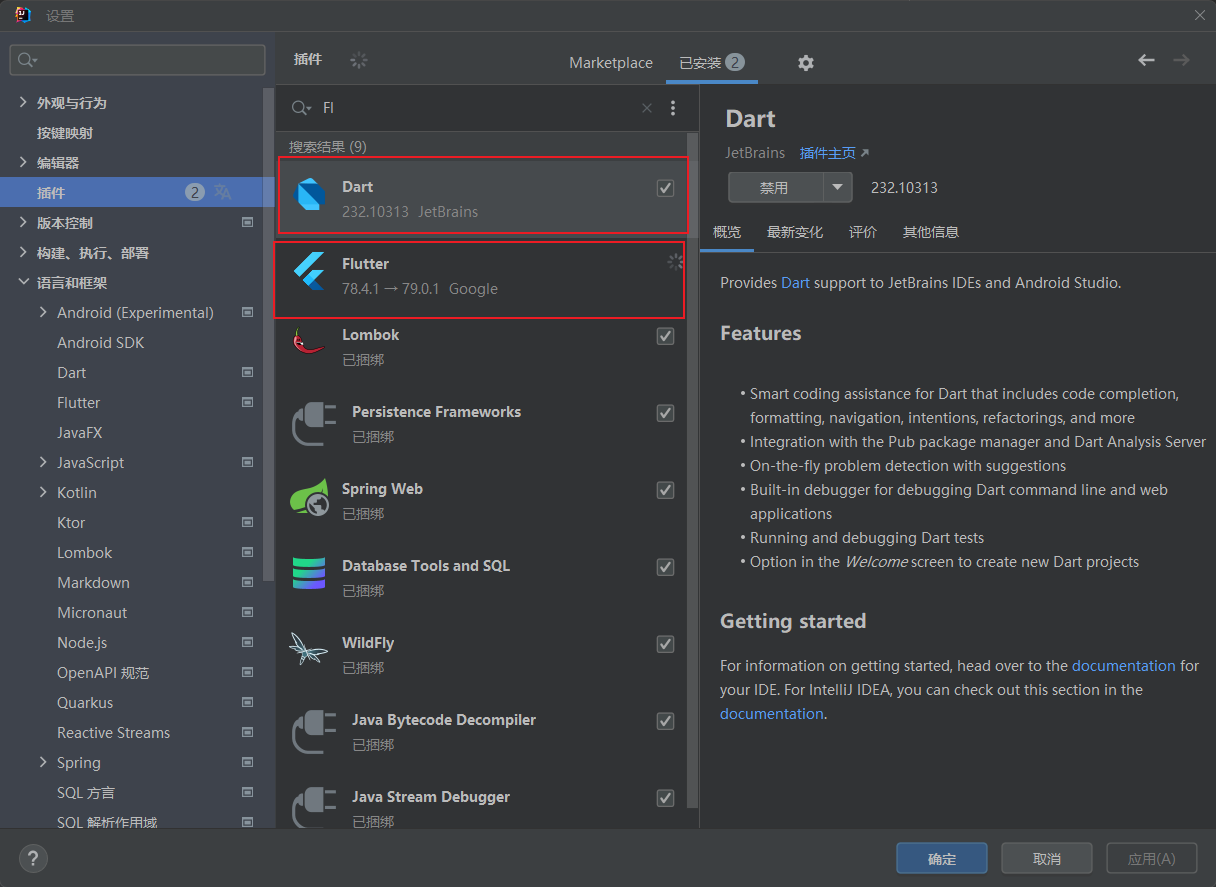 设置
外观与行为
按键映射
编辑器
插件 2
版本控制
构建、执行、部署
语言和框架
Android (Experimental)
Android SDK
Dart
Flutter
JavaFX
JavaScript
Kotlin
Ktor
Lombok
Markdown
Micronaut
Node.js
OpenAPI 规范
Quarkus
Reactive Streams
Spring
SQL 方言
SQL 解析作用域
插件
Marketplace
已安装 2
Fl
搜索结果 (9)
Dart
232.10313 JetBrains
Flutter
78.4.1 → 79.0.1 Google
Lombok
已捆绑
Persistence Frameworks
已捆绑
Spring Web
已捆绑
Database Tools and SQL
已捆绑
WildFly
已捆绑
Java Bytecode Decompiler
已捆绑
Java Stream Debugger
已捆绑
Dart
JetBrains 插件主页
禁用 232.10313
概览 最新变化 评价 其他信息
Provides Dart support to JetBrains IDEs and Android Studio.
Features
• Smart coding assistance for Dart that includes code completion,
formatting, navigation, intentions, refactorings, and more
• Integration with the Pub package manager and Dart Analysis Server
• On-the-fly problem detection with suggestions
• Built-in debugger for debugging Dart command line and web
applications
• Running and debugging Dart tests
• Option in the Welcome screen to create new Dart projects
Getting started
For information on getting started, head over to the documentation for
your IDE. For IntelliJ IDEA, you can check out this section in the
documentation.
?
确定
取消
应用(A)